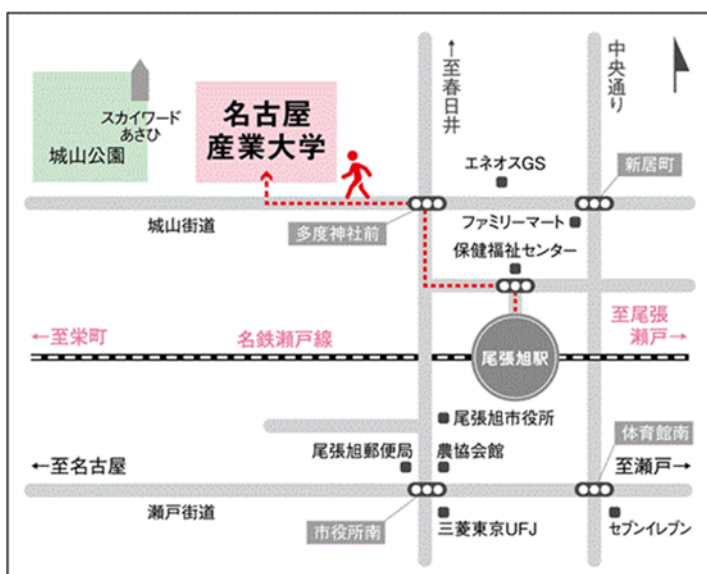 ↑至春日井
中央通り
スカイワード
あさひ
城山公園
名古屋
産業大学
エネオスGS
新居町
城山街道
多度神社前
ファミリーマート
保健福祉センター
←至栄町
名鉄瀬戸線
尾張旭駅
至尾張
瀬戸→
尾張旭市役所
尾張旭郵便局
農協会館
体育館南
←至名古屋
至瀬戸→
瀬戸街道
市役所南
三菱東京UFJ
セブンイレブン